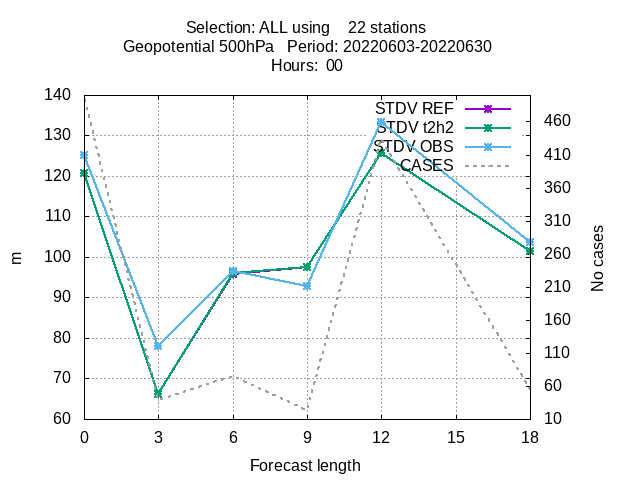 Selection: ALL using 22 stations
Geopotential 500hPa Period: 20220603-20220630
Hours: 00
STDV REF
STDV t2h2
STDV OBS
CASES
140
130
120
110
100
90
80
70
60
m
460
410
360
310
260
210
160
110
60
10
No cases
0 3 6 9 12 15 18
Forecast length